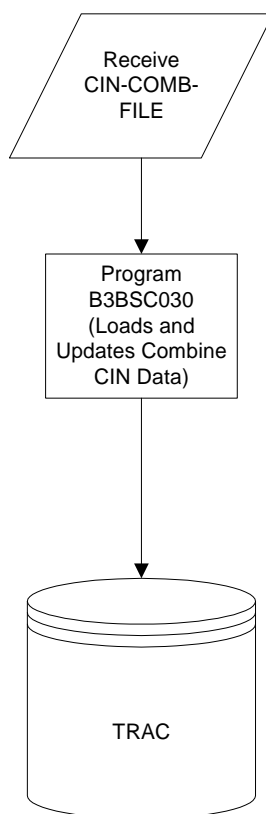 Receive
CIN-COMB-
FILE
Program
B3BSC030
(Loads and
Updates Combine
CIN Data)
TRAC